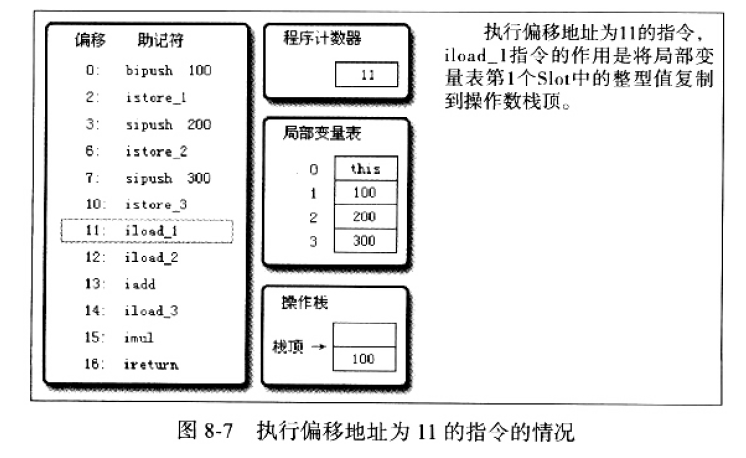 偏移 助记符
0: bipush 100
2: istore_1
3: sipush 200
6: istore_2
7: sipush 300
10: istore_3
11: iload_1
12: iload_2
13: iadd
14: iload_3
15: imul
16: ireturn
程序计数器
11
局部变量表
0 this
1 100
2 200
3 300
操作栈
栈顶 →
100
执行偏移地址为11的指令，
iload_1指令的作用是将局部变
量表第1个Slot中的整型值复制
到操作数栈顶。
图 8-7 执行偏移地址为 11 的指令的情况